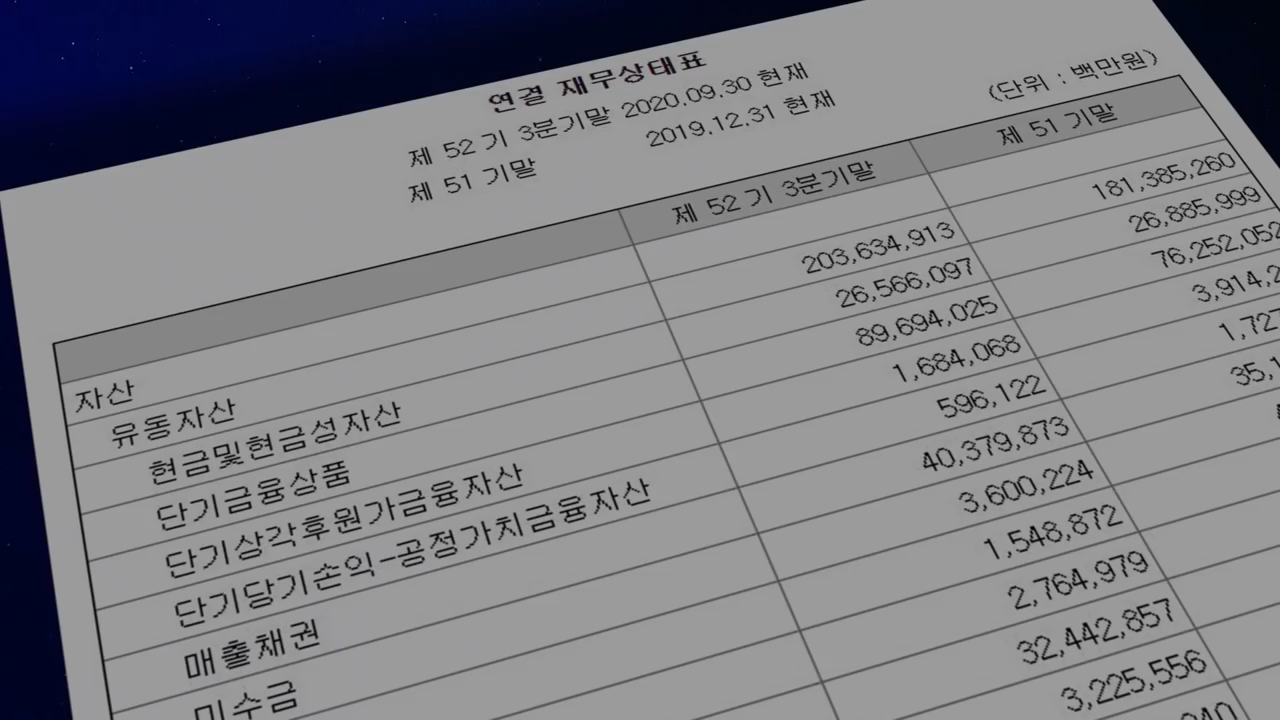 연결 재무상태표
제 52 기 3분기말 2020.09.30 현재
제 51 기말 2019.12.31 현재
(단위 : 백만원)
제 52 기 3분기말 제 51 기말
자산
유동자산 203,634,913 181,385,260
현금및현금성자산 26,566,097 26,885,999
단기금융상품 89,694,025 76,252,052
단기상각후원가금융자산 1,684,068 3,914,2
단기당기손익-공정가치금융자산 596,122 1,727
매출채권 40,379,873 35,1
미수금 3,600,224
1,548,872
2,764,979
32,442,857
3,225,556